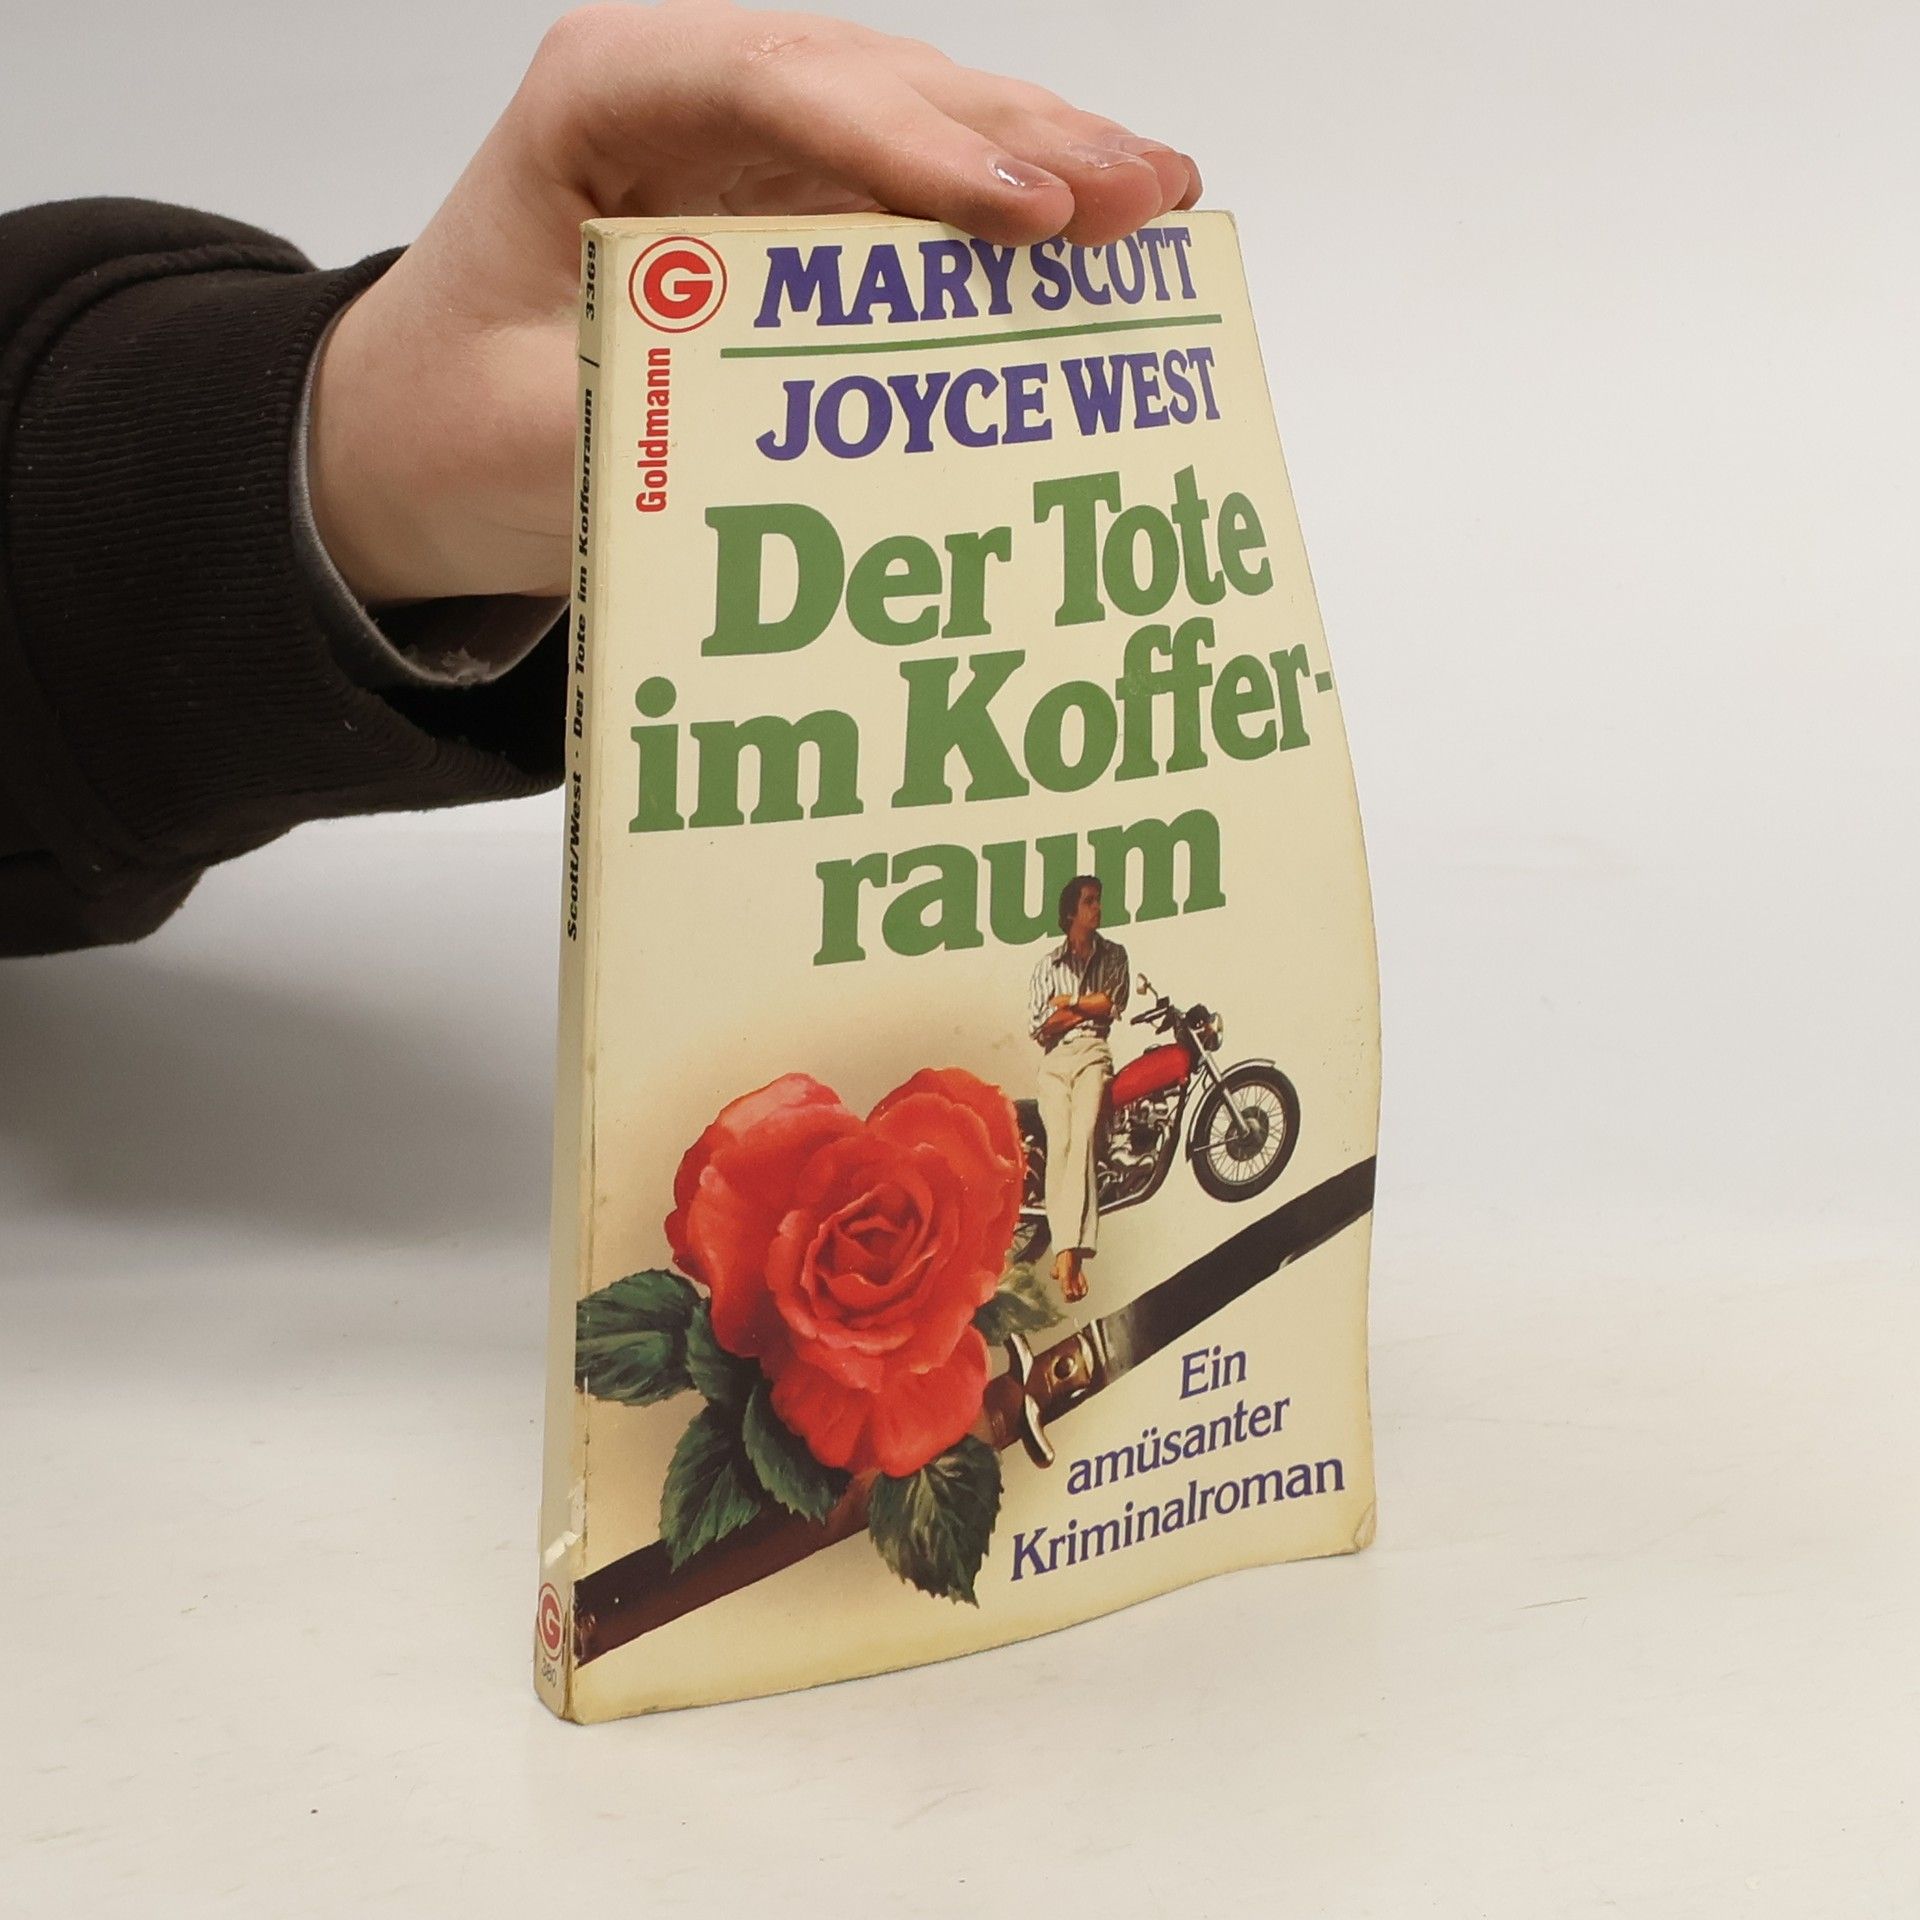 G
Goldmann
MARY SCOTT
JOYCE WEST
Der Tote
im Koffer-
raum
Ein
amüsanter
Kriminalroman
Scott/West · Der Tote im Kofferraum | 3369
G
380